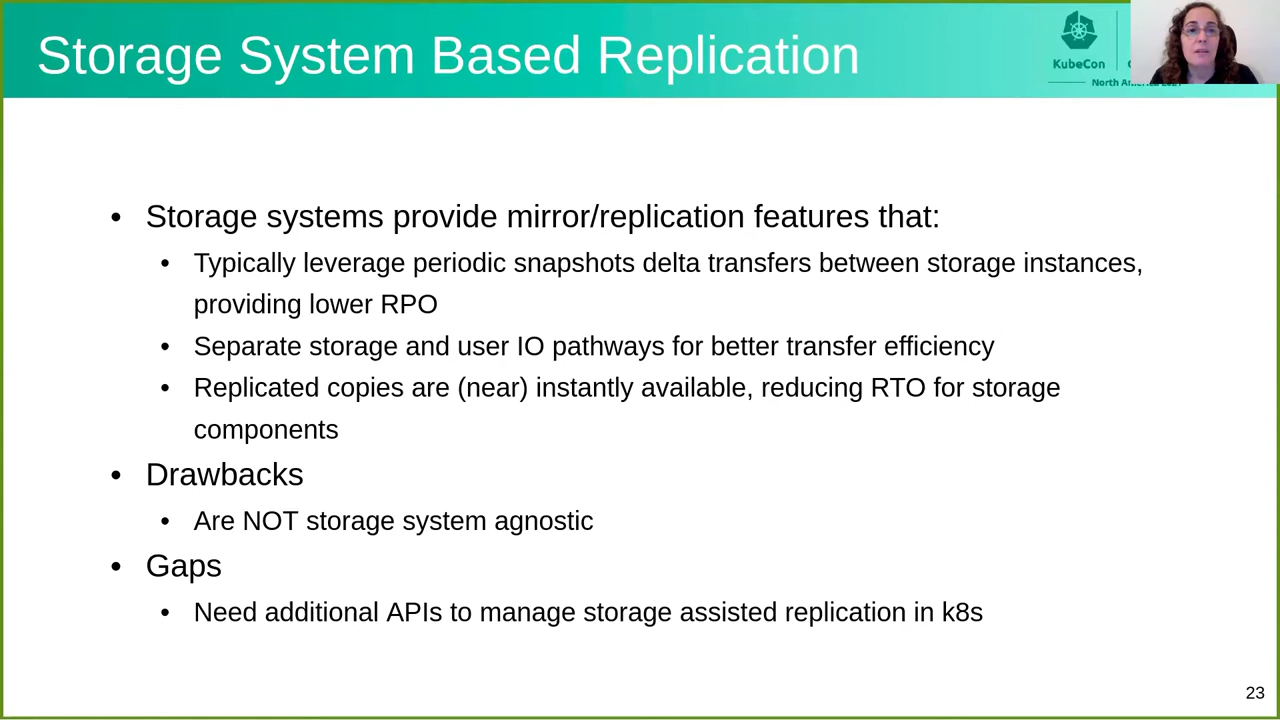 Storage System Based Replication
KubeCon
North America 2021
• Storage systems provide mirror/replication features that:
• Typically leverage periodic snapshots delta transfers between storage instances,
providing lower RPO
• Separate storage and user IO pathways for better transfer efficiency
• Replicated copies are (near) instantly available, reducing RTO for storage
components
• Drawbacks
• Are NOT storage system agnostic
• Gaps
• Need additional APIs to manage storage assisted replication in k8s
23